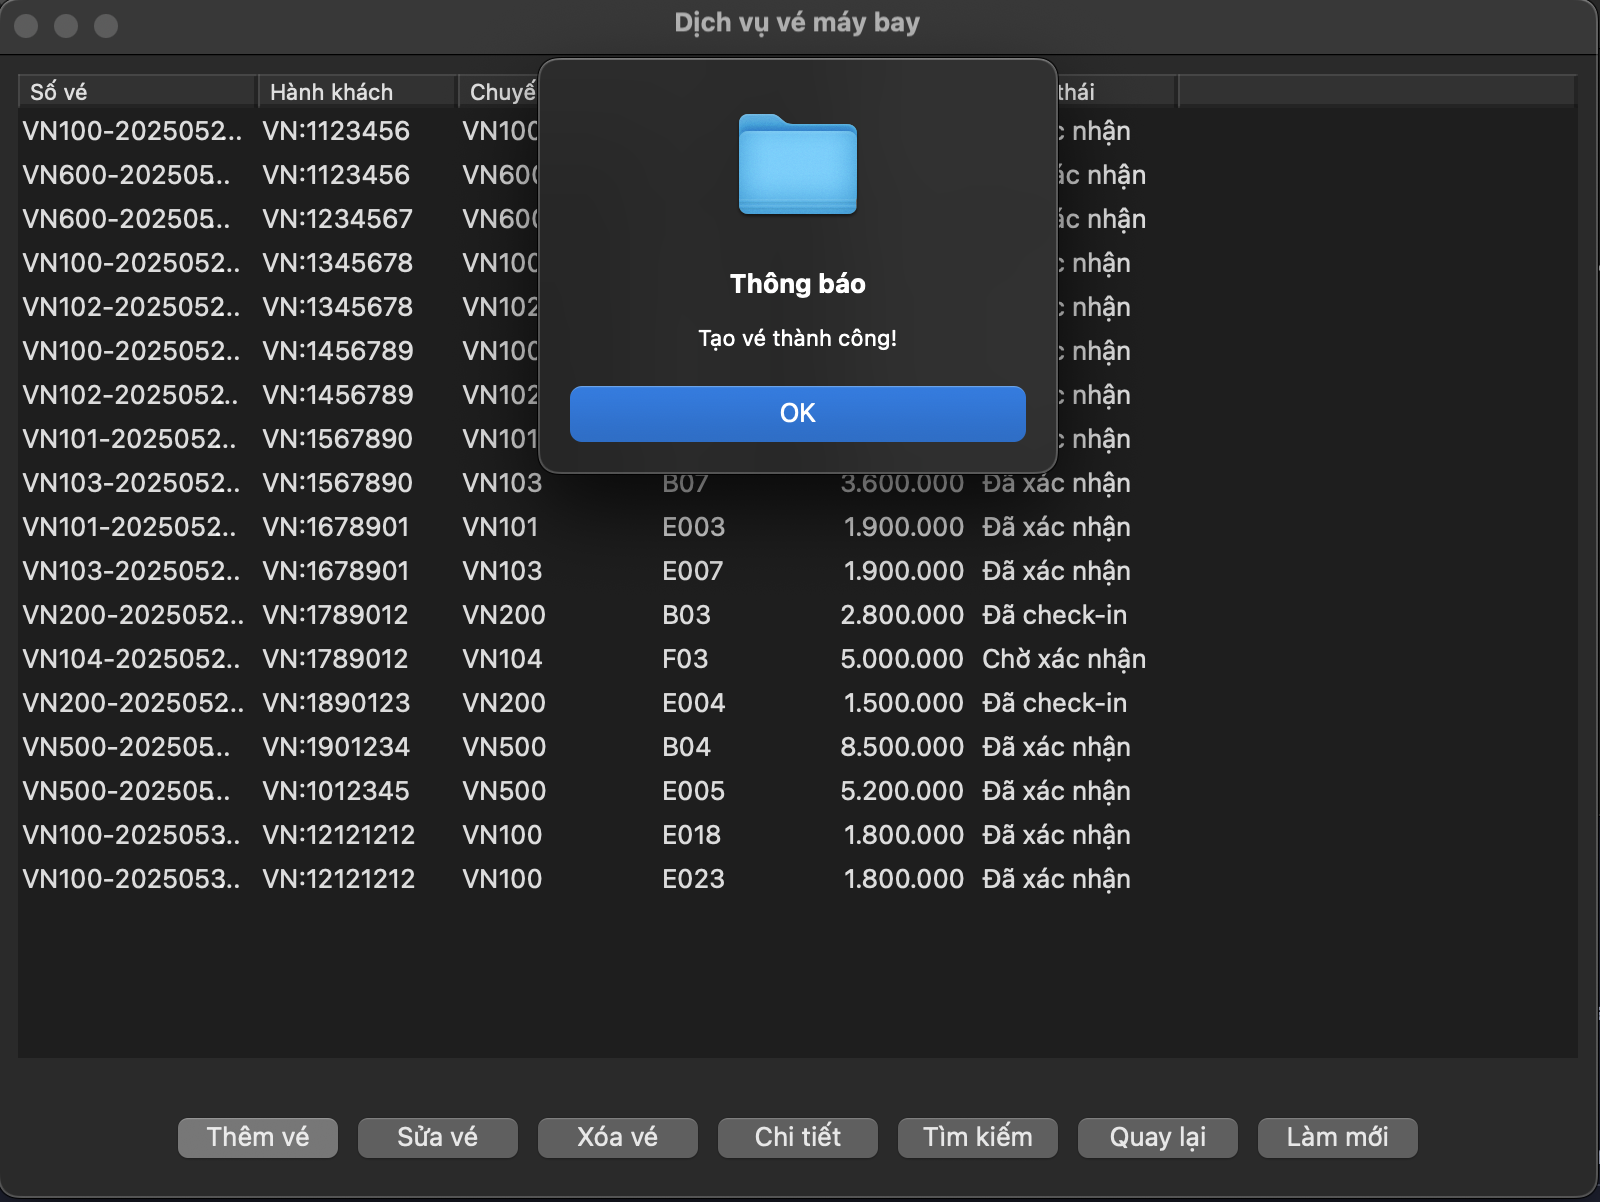 Dịch vụ vé máy bay
Số vé Hành khách
VN100-2025052.. VN:1123456 nhận
VN600-202505... VN:1123456 nhận
VN600-202505... VN:1234567 nhận
VN100-2025052.. VN:1345678 nhận
VN102-2025052.. VN:1345678 VN102 nhận
VN100-2025052.. VN:1456789 nhận
VN102-2025052... VN:1456789 VN102 nhận
VN101-2025052... VN:1567890 VN101 nhận
VN103-2025052.. VN:1567890 VN103 B07 3.600.000 Đã xác nhận
VN101-2025052... VN:1678901 VN101 E003 1.900.000 Đã xác nhận
VN103-2025052.. VN:1678901 VN103 E007 1.900.000 Đã xác nhận
VN200-2025052.. VN:1789012 VN200 B03 2.800.000 Đã check-in
VN104-2025052.. VN:1789012 VN104 F03 5.000.000 Chờ xác nhận
VN200-2025052.. VN:1890123 VN200 E004 1.500.000 Đã check-in
VN500-202505... VN:1901234 VN500 B04 8.500.000 Đã xác nhận
VN500-202505... VN:1012345 VN500 E005 5.200.000 Đã xác nhận
VN100-2025053.. VN:12121212 VN100 E018 1.800.000 Đã xác nhận
VN100-2025053.. VN:12121212 VN100 E023 1.800.000 Đã xác nhận
Thông báo
Tạo vé thành công!
OK
Thêm vé Sửa vé Xóa vé Chi tiết Tìm kiếm Quay lại Làm mới